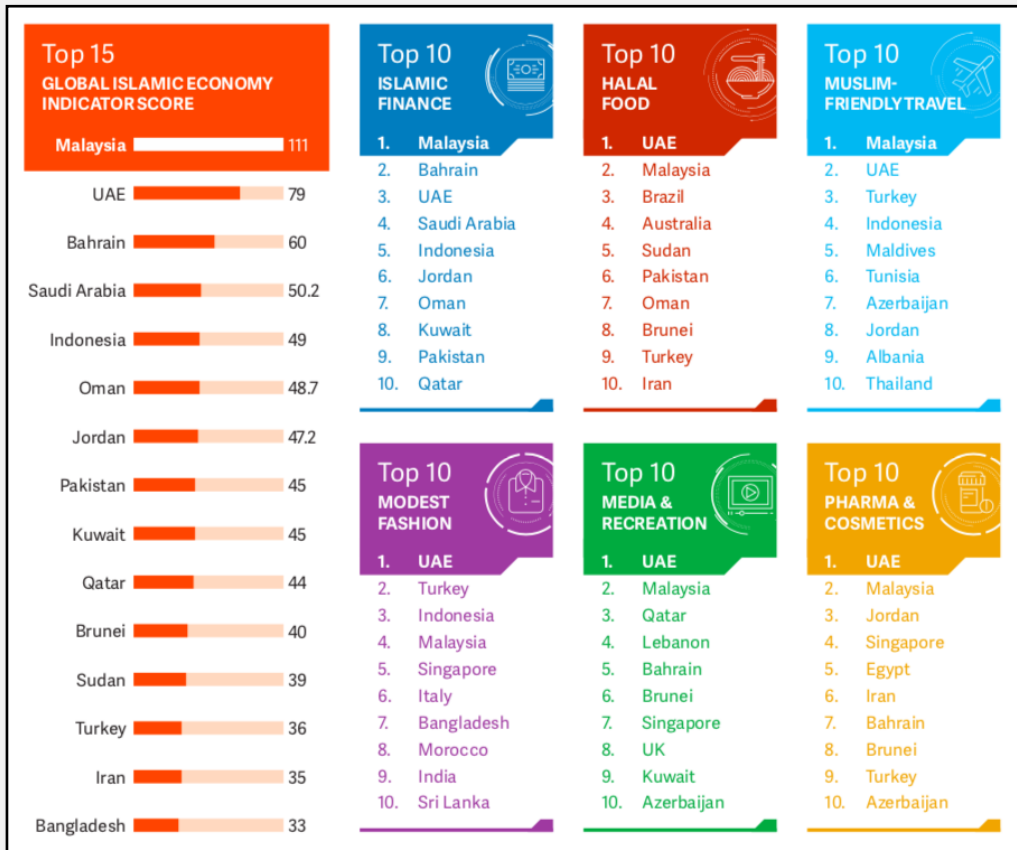 Top 15
GLOBAL ISLAMIC ECONOMY
INDICATOR SCORE
Malaysia 111
UAE 79
Bahrain 60
Saudi Arabia 50.2
Indonesia 49
Oman 48.7
Jordan 47.2
Pakistan 45
Kuwait 45
Qatar 44
Brunei 40
Sudan 39
Turkey 36
Iran 35
Bangladesh 33
Top 10
ISLAMIC
FINANCE
1. Malaysia
2. Bahrain
3. UAE
4. Saudi Arabia
5. Indonesia
6. Jordan
7. Oman
8. Kuwait
9. Pakistan
10. Qatar
Top 10
HALAL
FOOD
1. UAE
2. Malaysia
3. Brazil
4. Australia
5. Sudan
6. Pakistan
7. Oman
8. Brunei
9. Turkey
10. Iran
Top 10
MUSLIM-
FRIENDLY TRAVEL
1. Malaysia
2. UAE
3. Turkey
4. Indonesia
5. Maldives
6. Tunisia
7. Azerbaijan
8. Jordan
9. Albania
10. Thailand
Top 10
MODEST
FASHION
1. UAE
2. Turkey
3. Indonesia
4. Malaysia
5. Singapore
6. Italy
7. Bangladesh
8. Morocco
9. India
10. Sri Lanka
Top 10
MEDIA &
RECREATION
1. UAE
2. Malaysia
3. Qatar
4. Lebanon
5. Bahrain
6. Brunei
7. Singapore
8. UK
9. Kuwait
10. Azerbaijan
Top 10
PHARMA &
COSMETICS
1. UAE
2. Malaysia
3. Jordan
4. Singapore
5. Egypt
6. Iran
7. Bahrain
8. Brunei
9. Turkey
10. Azerbaijan